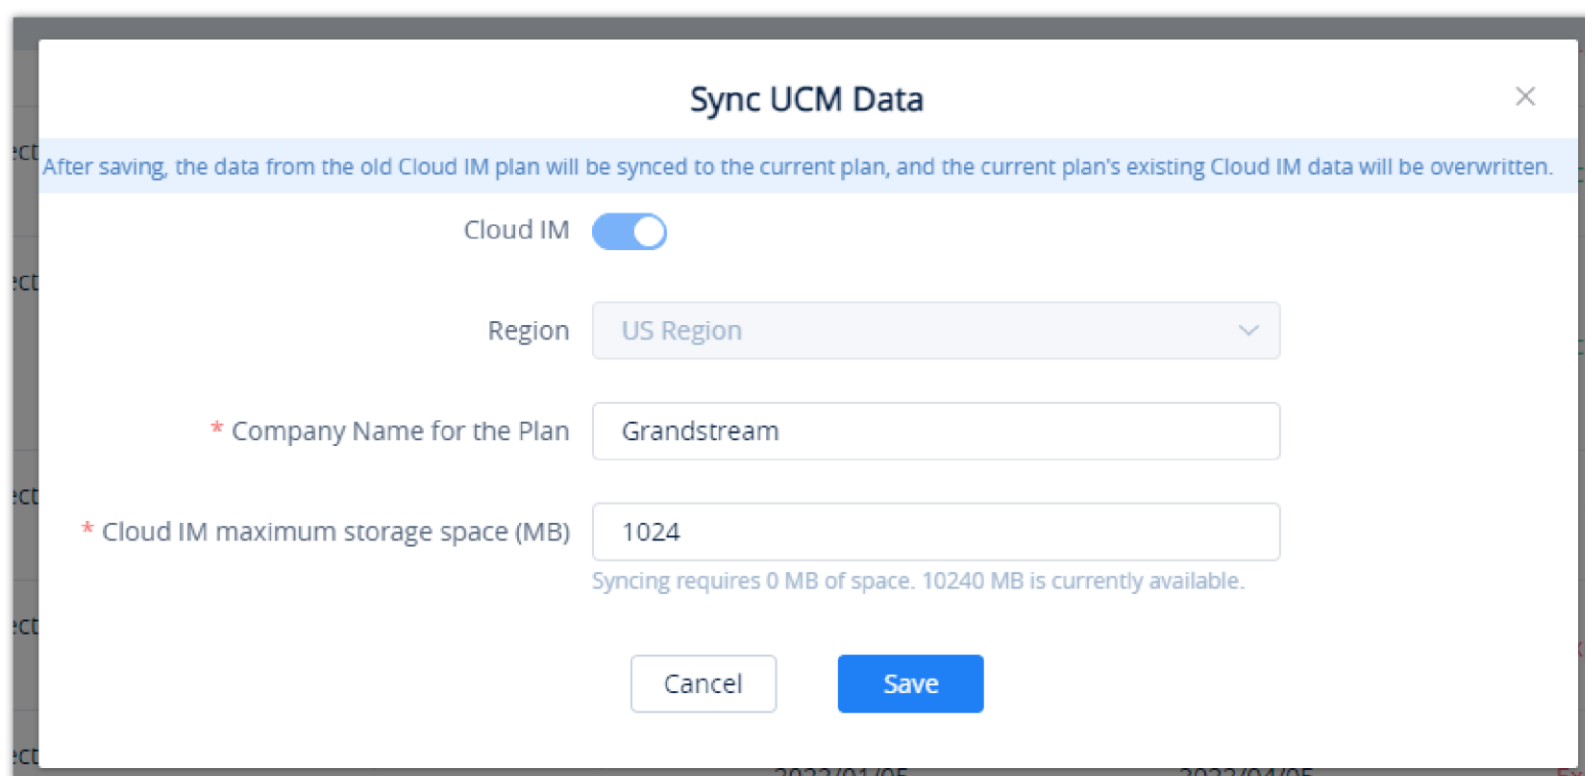 Sync UCM Data
After saving, the data from the old Cloud IM plan will be synced to the current plan, and the current plan's existing Cloud IM data will be overwritten.
Cloud IM
Region US Region
* Company Name for the Plan Grandstream
* Cloud IM maximum storage space (MB) 1024
Syncing requires 0 MB of space. 10240 MB is currently available.
Cancel Save